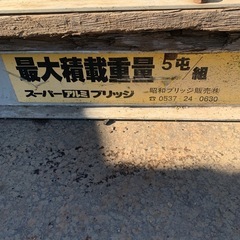 最大積載重量 5屯/組
スーパーアルミブリッジ 昭和ブリッジ販売㈱
☎ 0537-24-0630